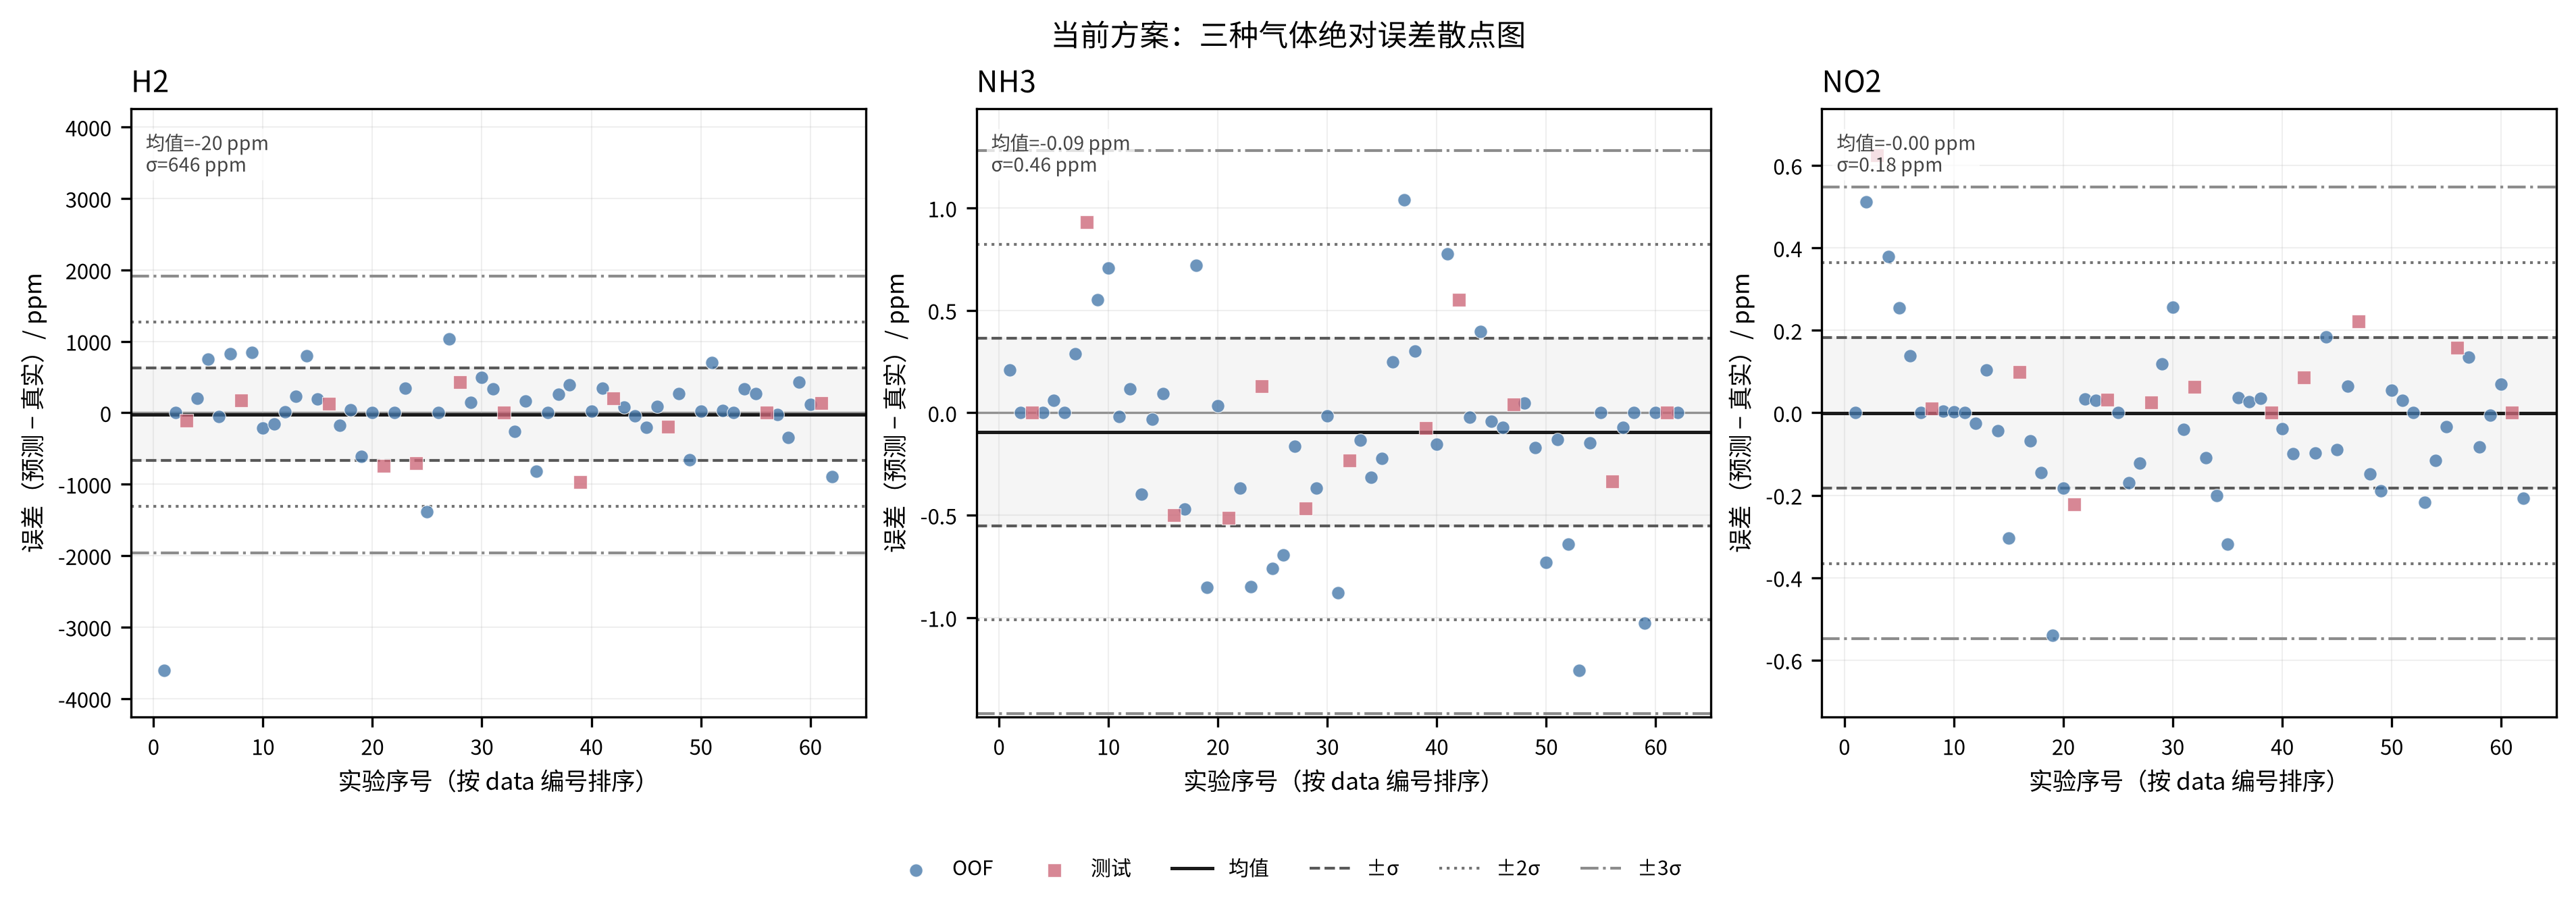 当前方案：三种气体绝对误差散点图
H2
误差（预测 − 真实）/ ppm
4000
3000
2000
1000
0
-1000
-2000
-3000
-4000
均值=-20 ppm
σ=646 ppm
0 10 20 30 40 50 60
实验序号（按 data 编号排序）
NH3
误差（预测 − 真实）/ ppm
1.0
0.5
0.0
-0.5
-1.0
均值=-0.09 ppm
σ=0.46 ppm
0 10 20 30 40 50 60
实验序号（按 data 编号排序）
NO2
误差（预测 − 真实）/ ppm
0.6
0.4
0.2
0.0
-0.2
-0.4
-0.6
均值=-0.00 ppm
σ=0.18 ppm
0 10 20 30 40 50 60
实验序号（按 data 编号排序）
OOF 测试 均值 ±σ ±2σ ±3σ